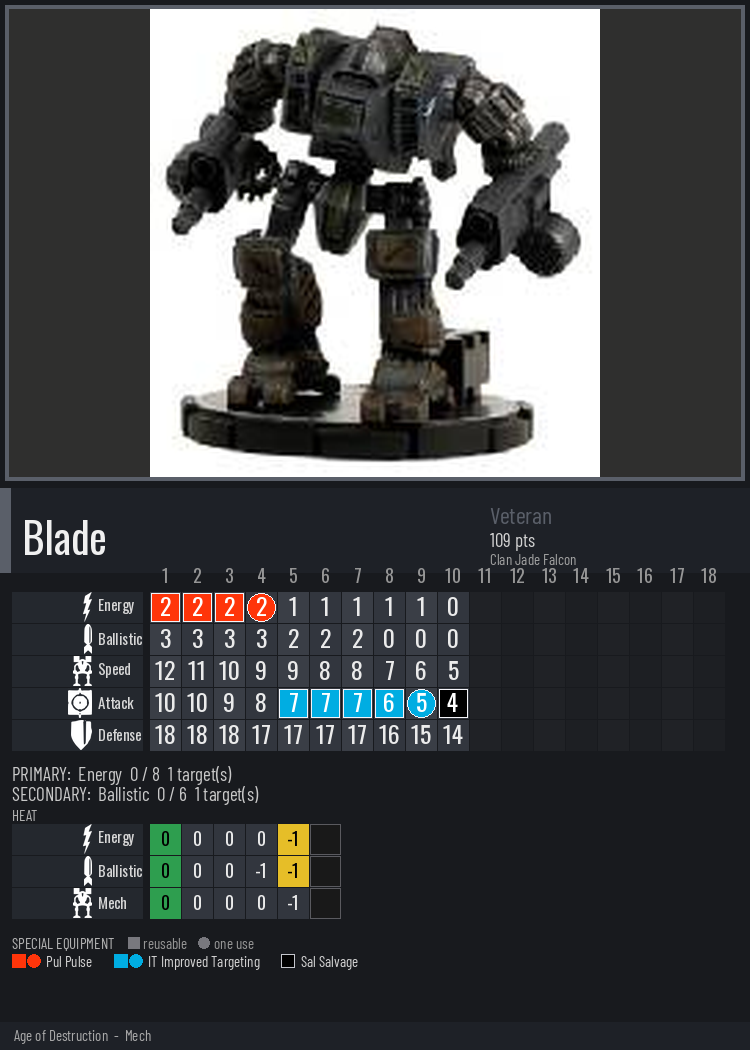 Blade
Veteran
109 pts
Clan Jade Falcon
1 2 3 4 5 6 7 8 9 10 11 12 13 14 15 16 17 18
Energy 2 2 2 2 1 1 1 1 1 0
Ballistic 3 3 3 3 2 2 2 0 0 0
Speed 12 11 10 9 9 8 8 7 6 5
Attack 10 10 9 8 7 7 7 6 5 4
Defense 18 18 18 17 17 17 17 16 15 14
PRIMARY: Energy 0 / 8 1 target(s)
SECONDARY: Ballistic 0 / 6 1 target(s)
HEAT
Energy 0 0 0 0 -1
Ballistic 0 0 0 -1 -1
Mech 0 0 0 0 -1
SPECIAL EQUIPMENT reusable one use
Pul Pulse IT Improved Targeting Sal Salvage
Age of Destruction - Mech